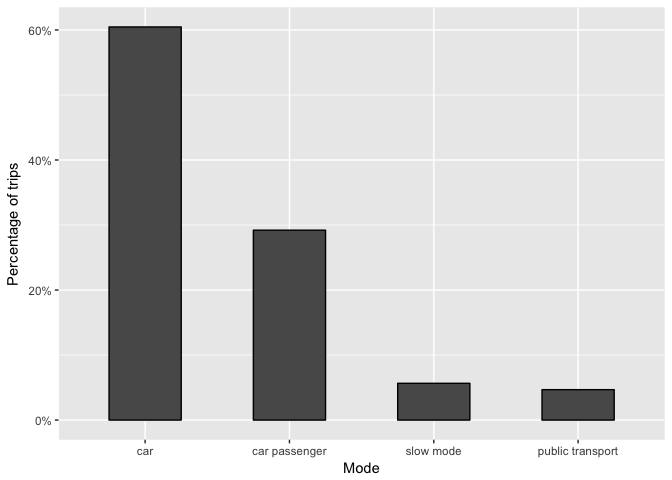 60%
40%
20%
0%
Percentage of trips
car car passenger slow mode public transport
Mode